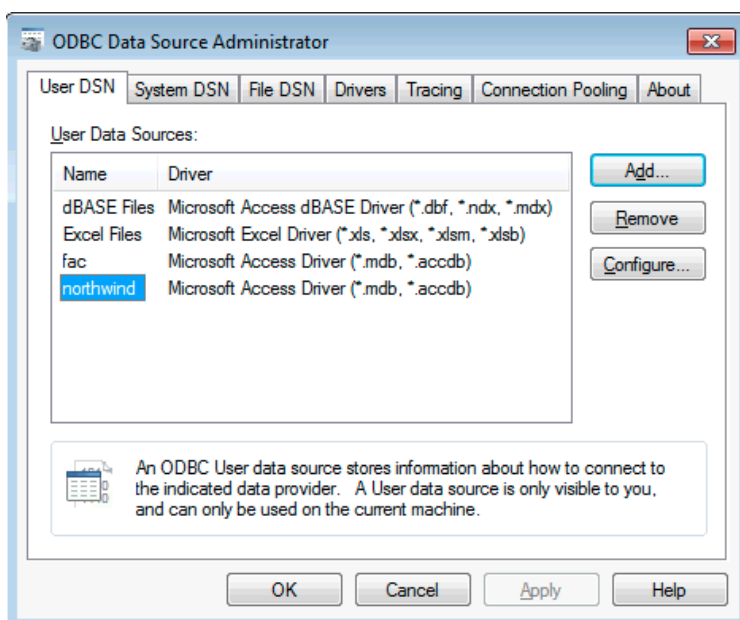 ODBC Data Source Administrator
User DSN System DSN File DSN Drivers Tracing Connection Pooling About
User Data Sources:
Name Driver
dBASE Files Microsoft Access dBASE Driver (*.dbf, *.ndx, *.mdx)
Excel Files Microsoft Excel Driver (*.xls, *.xlsx, *.xlsm, *.xlsb)
fac Microsoft Access Driver (*.mdb, *.accdb)
northwind Microsoft Access Driver (*.mdb, *.accdb)
Add...
Remove
Configure...
An ODBC User data source stores information about how to connect to
the indicated data provider. A User data source is only visible to you,
and can only be used on the current machine.
OK Cancel Apply Help